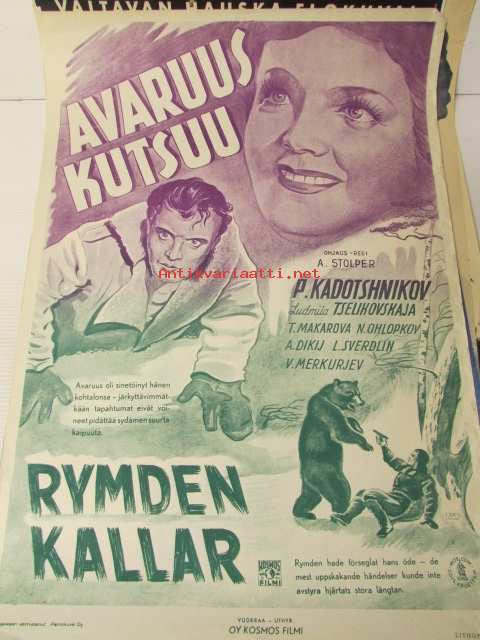 VALTAVAN HAUSKA ELOKUVA
AVARUUS
KUTSUU
OHJAUS - REGI
A. STOLPER
Antikvariaatti.net
P. KADOTSHNIKOV
Ludmila TSELIHOVSKAJA
T. MAKAROVA N. OHLOPKOV
A. DIKIJ L. SVERDLIN
V. MERKURJEV
Avaruus oli sinetöinyt hänen
kohtalonsa - järkyttävimmät-
kään tapahtumat eivät voi-
neet pidättää sydämen suurta
kaipuuta.
RYMDEN
KALLAR
KOSMOS
FILMI
Rymden hade förseglat hans öde - de
mest uppskakande händelser kunde inte
avstyra hjärtats stora längtan.
VUOKRAA - UTHYR
OY KOSMOS FILMI